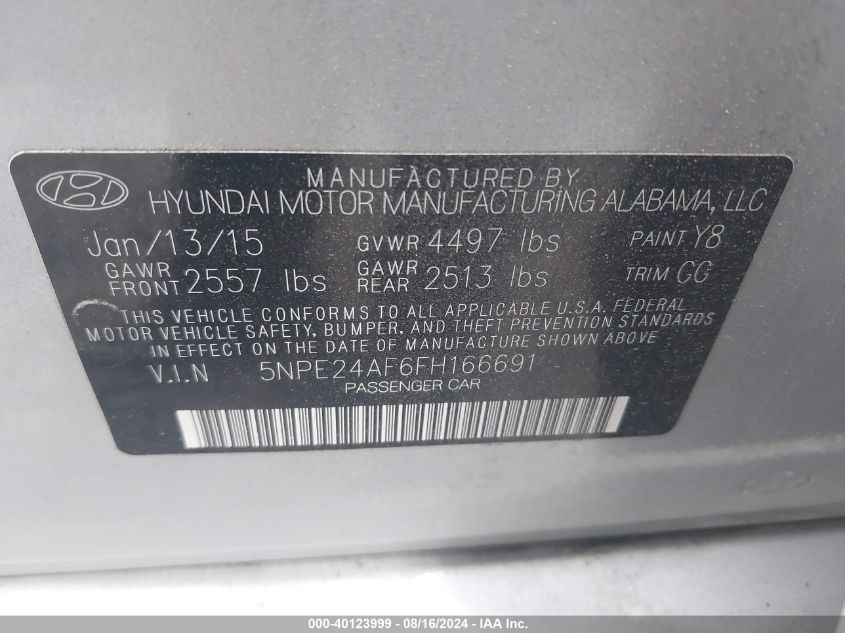 MANUFACTURED BY
HYUNDAI MOTOR MANUFACTURING ALABAMA, LLC
Jan/13/15 GVWR 4497 lbs PAINT Y8
GAWR FRONT 2557 lbs GAWR REAR 2513 lbs TRIM GG
THIS VEHICLE CONFORMS TO ALL APPLICABLE U.S.A. FEDERAL
MOTOR VEHICLE SAFETY, BUMPER, AND THEFT PREVENTION STANDARDS
IN EFFECT ON THE DATE OF MANUFACTURE SHOWN ABOVE
V.I.N 5NPE24AF6FH166691
PASSENGER CAR
000-40123999 - 08/16/2024 - IAA Inc.